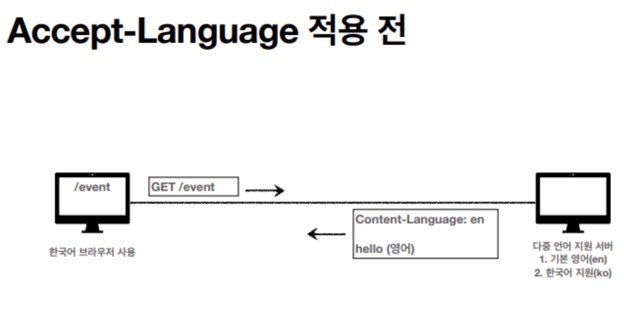 Accept-Language 적용 전
/event
GET /event
Content-Language: en
hello (영어)
한국어 브라우저 사용
다중 언어 지원 서버
1. 기본 영어(en)
2. 한국어 지원(ko)